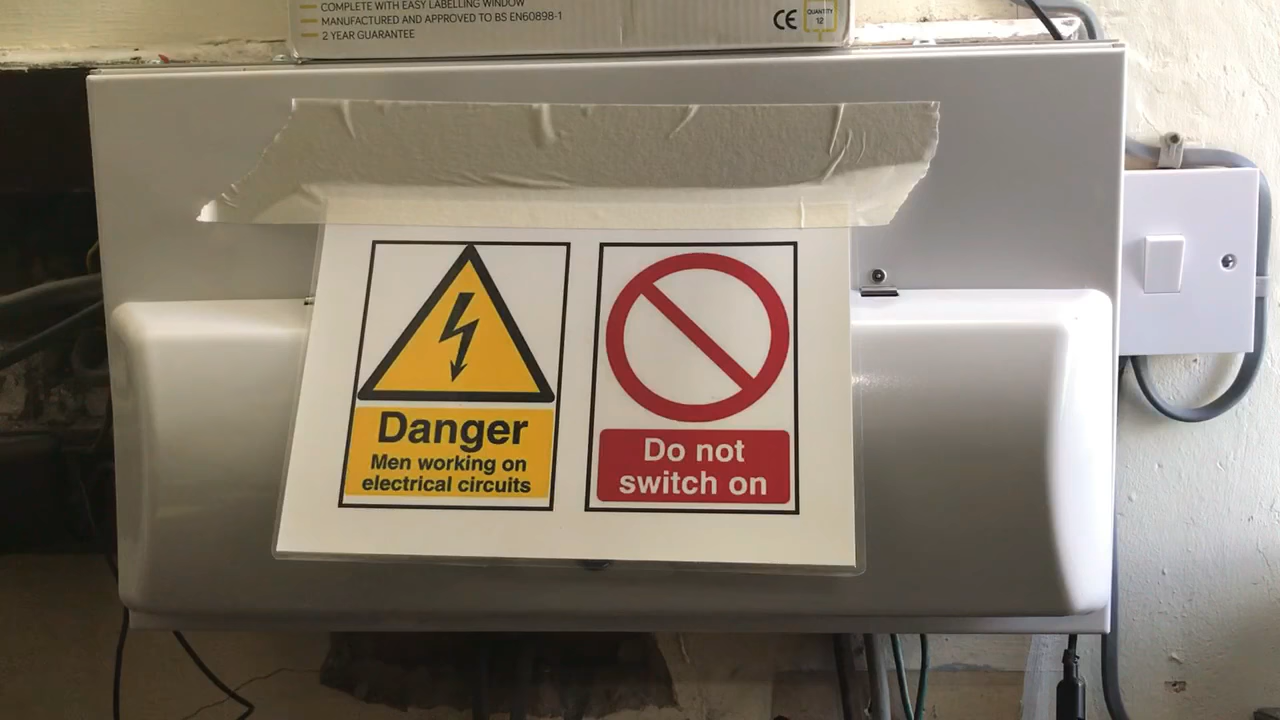 COMPLETE WITH EASY LABELLING WINDOW
MANUFACTURED AND APPROVED TO BS EN60898-1
2 YEAR GUARANTEE
CE
QUANTITY
12
Danger
Men working on
electrical circuits
Do not
switch on